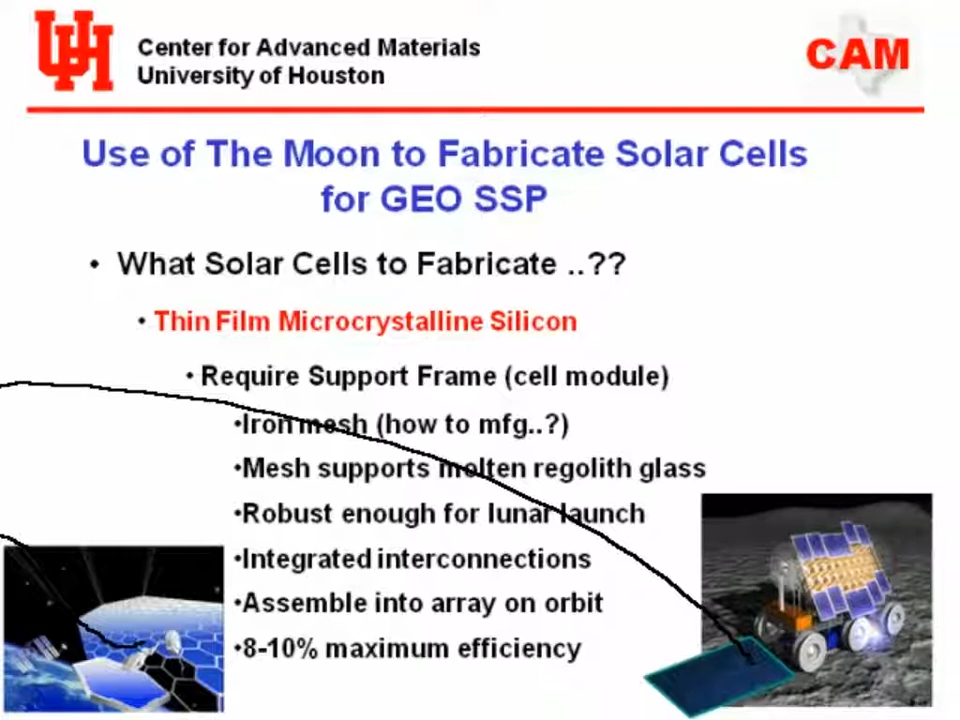 UH
Center for Advanced Materials
University of Houston
CAM
Use of The Moon to Fabricate Solar Cells
for GEO SSP
• What Solar Cells to Fabricate ..??
• Thin Film Microcrystalline Silicon
• Require Support Frame (cell module)
•Iron mesh (how to mfg..?)
•Mesh supports molten regolith glass
•Robust enough for lunar launch
•Integrated interconnections
•Assemble into array on orbit
•8-10% maximum efficiency